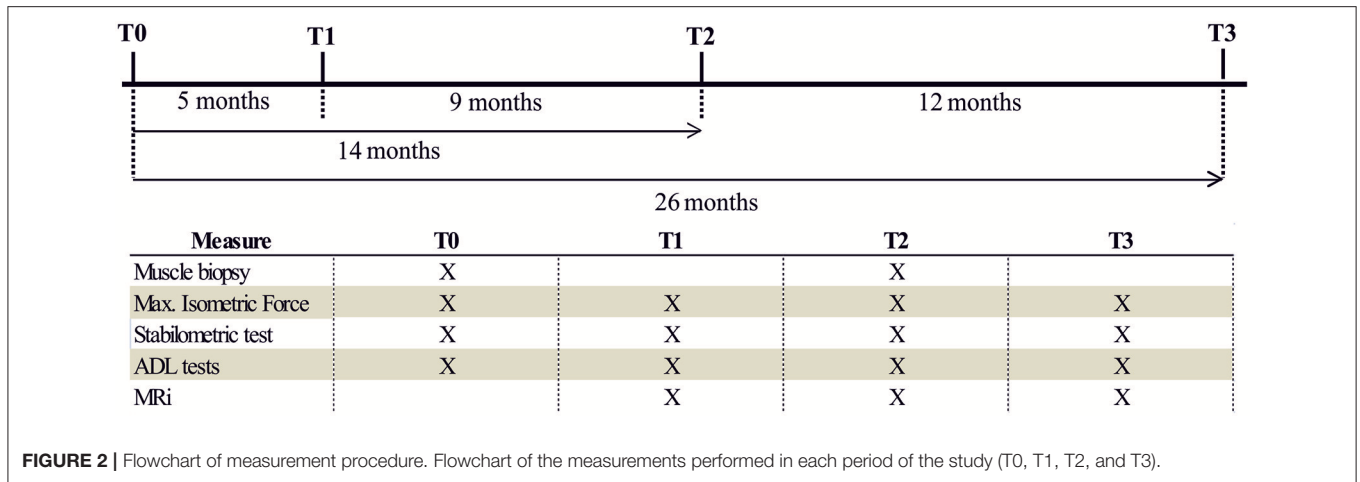 T0 T1 T2 T3
5 months 9 months 12 months
14 months
26 months
Measure T0 T1 T2 T3
Muscle biopsy X X
Max. Isometric Force X X X X
Stabilometric test X X X X
ADL tests X X X X
MRi X X X
FIGURE 2 | Flowchart of measurement procedure. Flowchart of the measurements performed in each period of the study (T0, T1, T2, and T3).